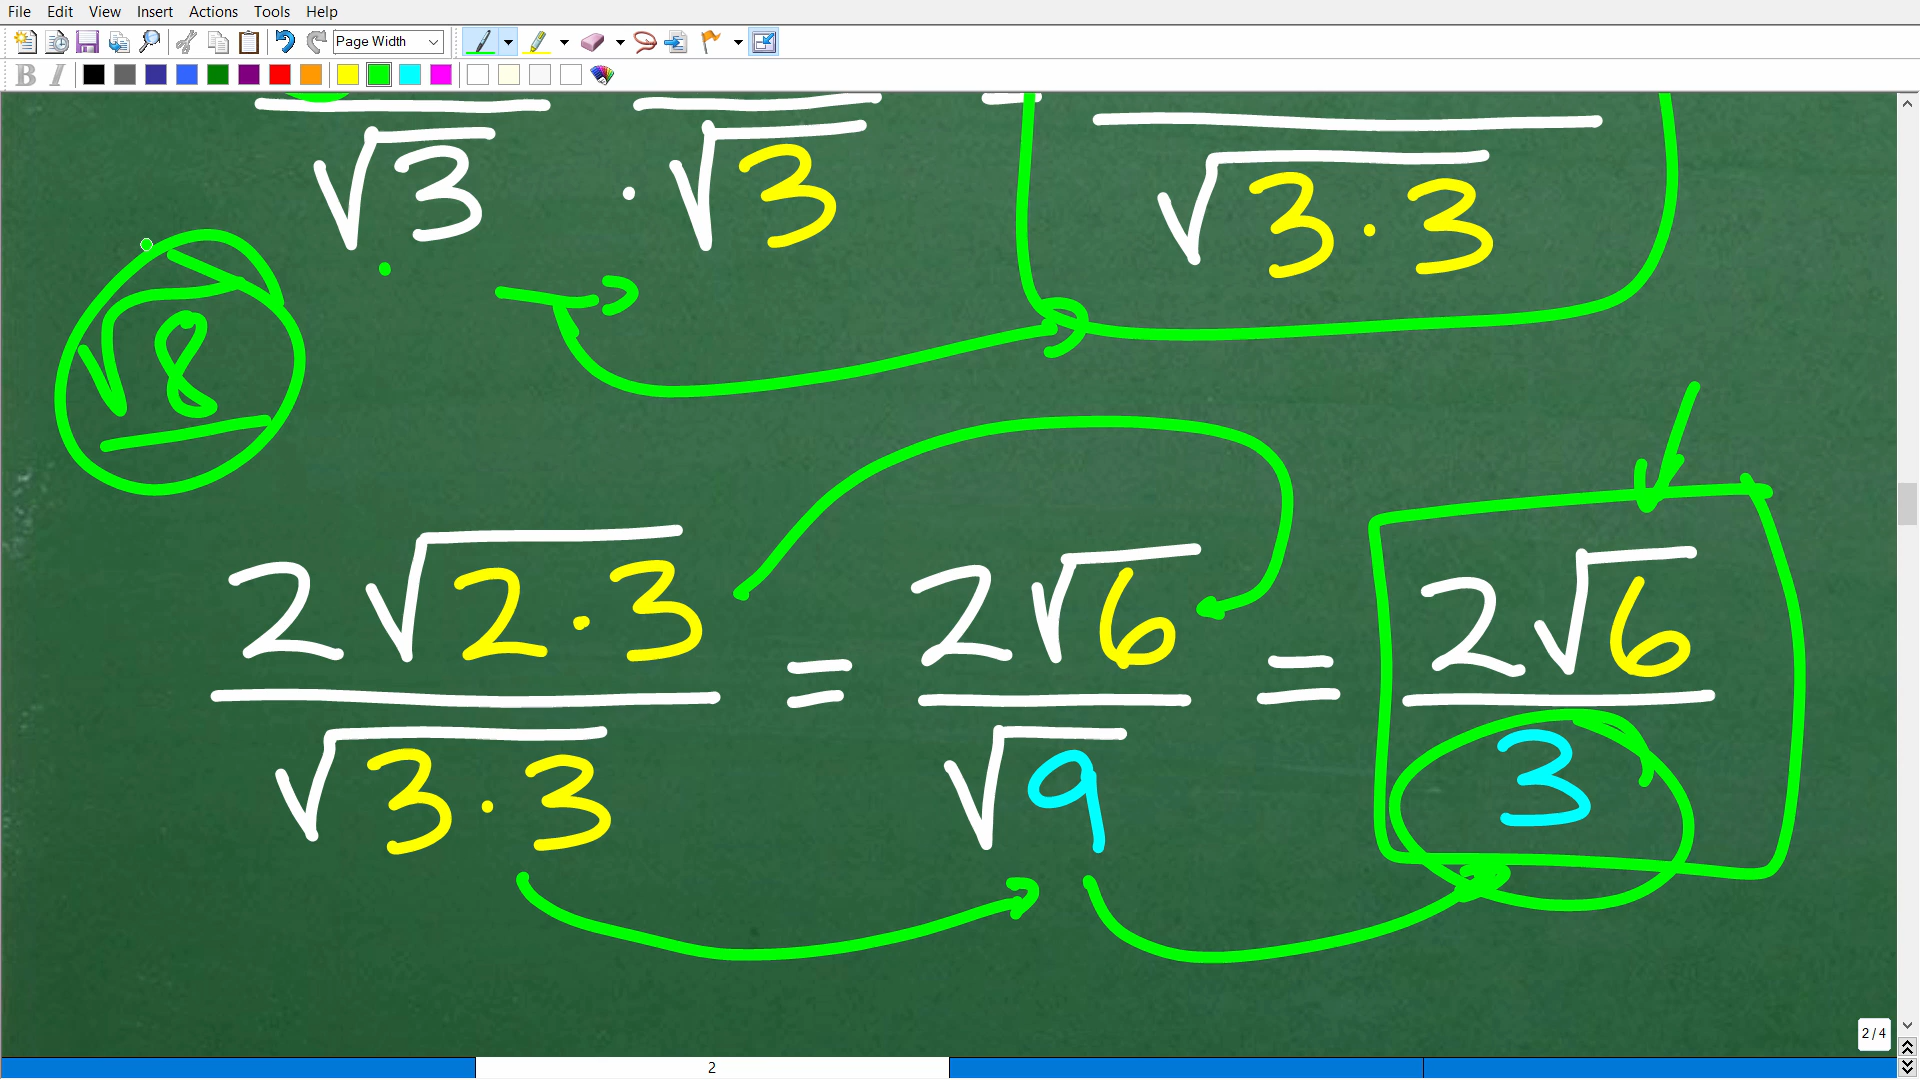 File Edit View Insert Actions Tools Help
Page Width
B I
√3 · √3 √3·3
√8
2√2·3 / √3·3 = 2√6 / √9 = 2√6 / 3
2 / 4
2